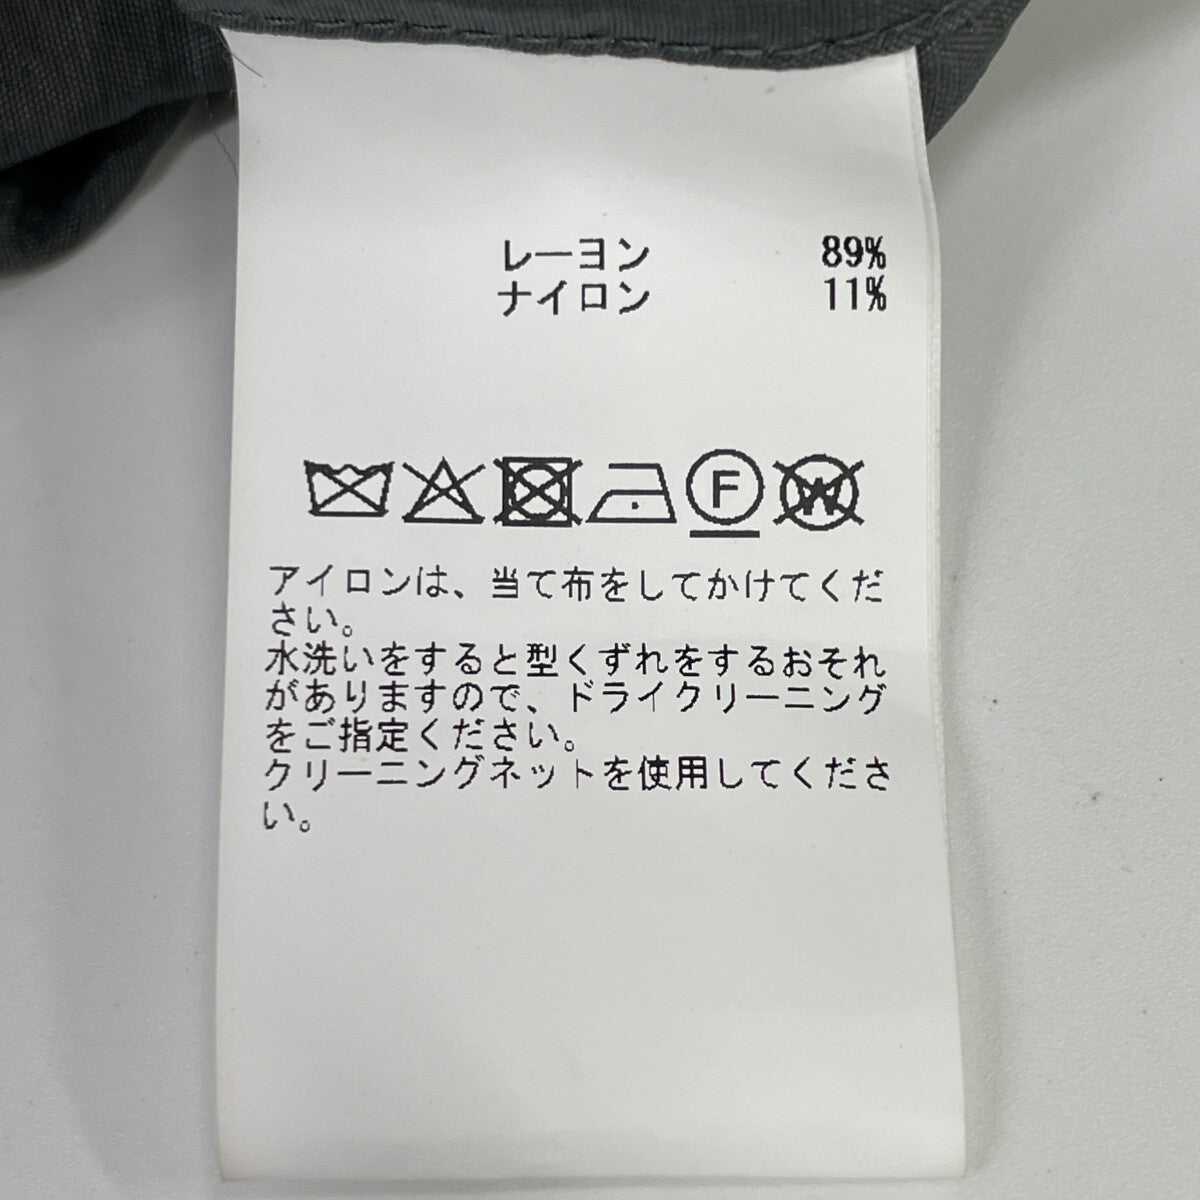 レーヨン 89%
ナイロン 11%
F W
アイロンは、当て布をしてかけてくだ
さい。
水洗いをすると型くずれをするおそれ
がありますので、ドライクリーニング
をご指定ください。
クリーニングネットを使用してくださ
い。